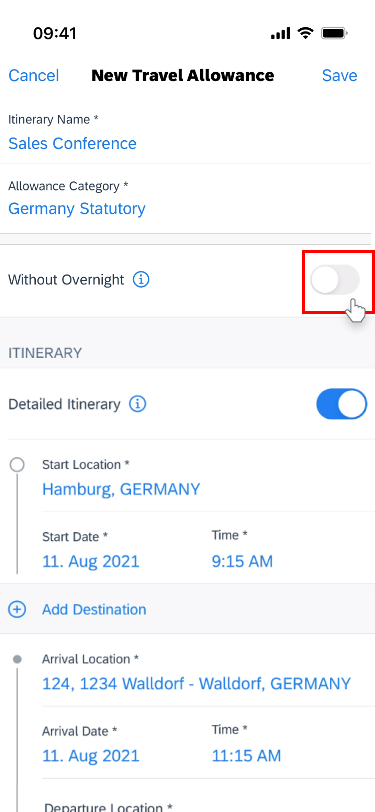 09:41
Cancel New Travel Allowance Save
Itinerary Name *
Sales Conference
Allowance Category *
Germany Statutory
Without Overnight
ITINERARY
Detailed Itinerary
Start Location *
Hamburg, GERMANY
Start Date * Time *
11. Aug 2021 9:15 AM
Add Destination
Arrival Location *
124, 1234 Walldorf - Walldorf, GERMANY
Arrival Date * Time *
11. Aug 2021 11:15 AM
Departure Location *